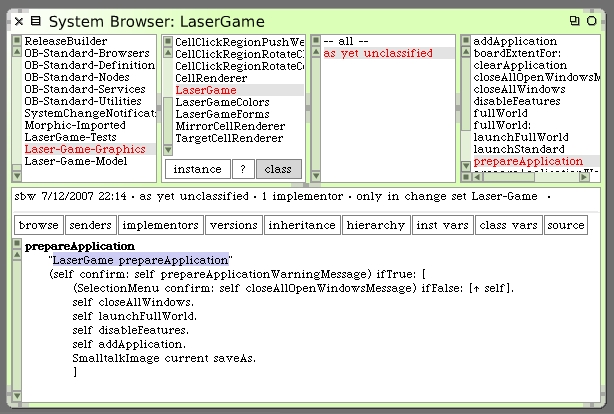 System Browser: LaserGame
ReleaseBuilder
OB-Standard-Browsers
OB-Standard-Definition
OB-Standard-Nodes
OB-Standard-Services
OB-Standard-Utilities
SystemChangeNotificat
Morphic-Imported
LaserGame-Tests
Laser-Game-Graphics
Laser-Game-Model
CellClickRegionPushWe
CellClickRegionRotateCl
CellClickRegionRotateCo
CellRenderer
LaserGame
LaserGameColors
LaserGameForms
MirrorCellRenderer
TargetCellRenderer
instance ? class
-- all --
as yet unclassified
addApplication
boardExtentFor:
clearApplication
closeAllOpenWindowsM
closeAllWindows
disableFeatures
fullWorld
fullWorld:
launchFullWorld
launchStandard
prepareApplication
sbw 7/12/2007 22:14 · as yet unclassified · 1 implementor · only in change set Laser-Game ·
browse senders implementors versions inheritance hierarchy inst vars class vars source
prepareApplication
"LaserGame prepareApplication"
(self confirm: self prepareApplicationWarningMessage) ifTrue: [
(SelectionMenu confirm: self closeAllOpenWindowsMessage) ifFalse: [↑ self].
self closeAllWindows.
self launchFullWorld.
self disableFeatures.
self addApplication.
SmalltalkImage current saveAs.
]